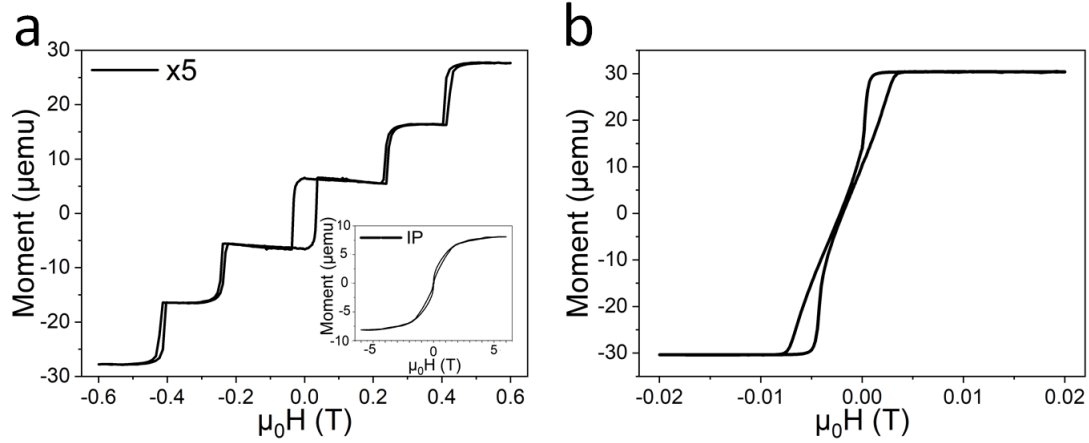 a
x5
Moment (μemu)
30
20
10
0
-10
-20
-30
-0.6 -0.4 -0.2 0.0 0.2 0.4 0.6
μ₀H (T)
IP
Moment (μemu)
10
5
0
-5
-10
-5 0 5
μ₀H (T)
b
Moment (μemu)
30
20
10
0
-10
-20
-30
-0.02 -0.01 0.00 0.01 0.02
μ₀H (T)